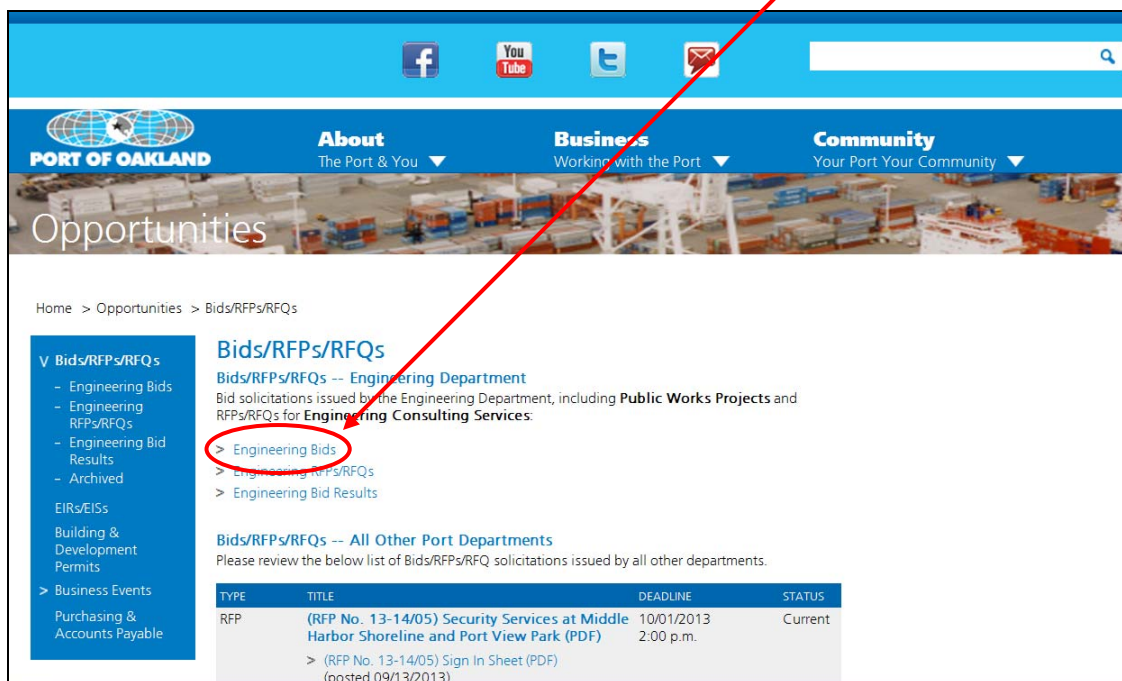 You
Tube
PORT OF OAKLAND
About
The Port & You
Business
Working with the Port
Community
Your Port Your Community
Opportunities
Home > Opportunities > Bids/RFPs/RFQs
v Bids/RFPs/RFQs
– Engineering Bids
– Engineering
RFPs/RFQs
– Engineering Bid
Results
– Archived
EIRs/EISs
Building &
Development
Permits
> Business Events
Purchasing &
Accounts Payable
Bids/RFPs/RFQs
Bids/RFPs/RFQs -- Engineering Department
Bid solicitations issued by the Engineering Department, including Public Works Projects and
RFPs/RFQs for Engineering Consulting Services:
> Engineering Bids
> Engineering RFPs/RFQs
> Engineering Bid Results
Bids/RFPs/RFQs -- All Other Port Departments
Please review the below list of Bids/RFPs/RFQ solicitations issued by all other departments.
TYPE TITLE DEADLINE STATUS
RFP (RFP No. 13-14/05) Security Services at Middle 10/01/2013 Current
Harbor Shoreline and Port View Park (PDF) 2:00 p.m.
> (RFP No. 13-14/05) Sign In Sheet (PDF)
(posted 09/13/2013)